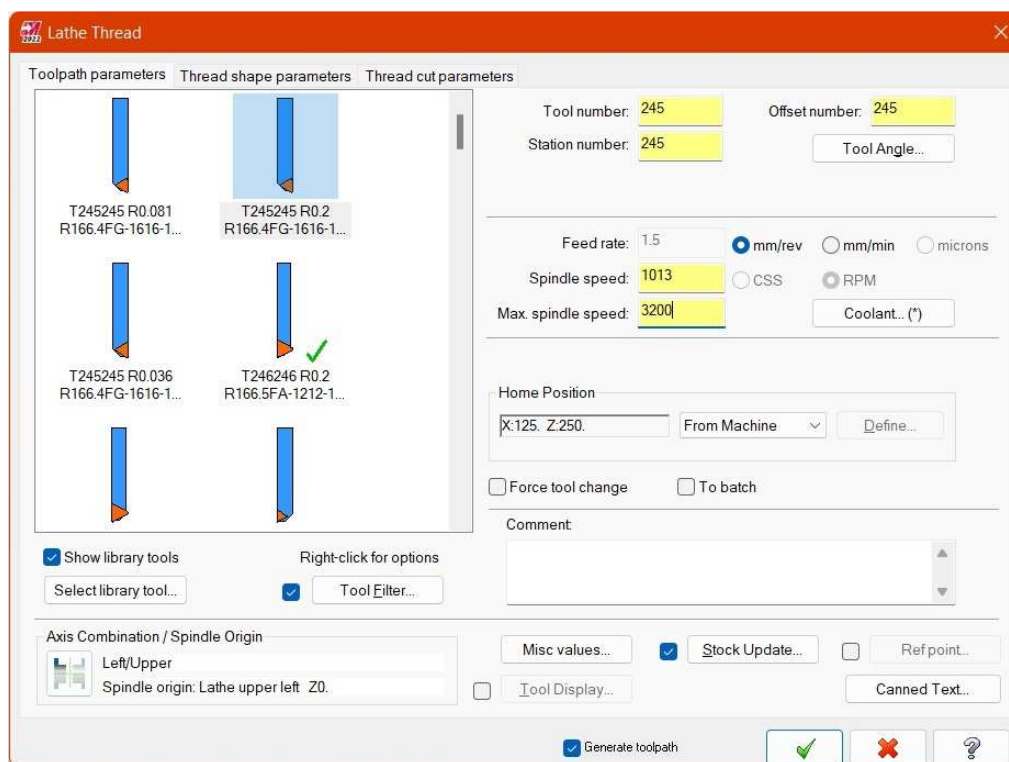 2022 Lathe Thread
Toolpath parameters Thread shape parameters Thread cut parameters
T245245 R0.081
R166.4FG-1616-1...
T245245 R0.2
R166.4FG-1616-1...
T245245 R0.036
R166.4FG-1616-1...
T246246 R0.2
R166.5FA-1212-1...
Show library tools
Right-click for options
Select library tool...
Tool Filter...
Axis Combination / Spindle Origin
Left/Upper
Spindle origin: Lathe upper left Z0.
Tool number: 245
Offset number: 245
Station number: 245
Tool Angle...
Feed rate: 1.5 mm/rev mm/min microns
Spindle speed: 1013 CSS RPM
Max. spindle speed: 3200
Coolant... (*)
Home Position
X:125. Z:250. From Machine Define...
Force tool change To batch
Comment:
Misc values... Stock Update... Ref point...
Tool Display... Canned Text...
Generate toolpath